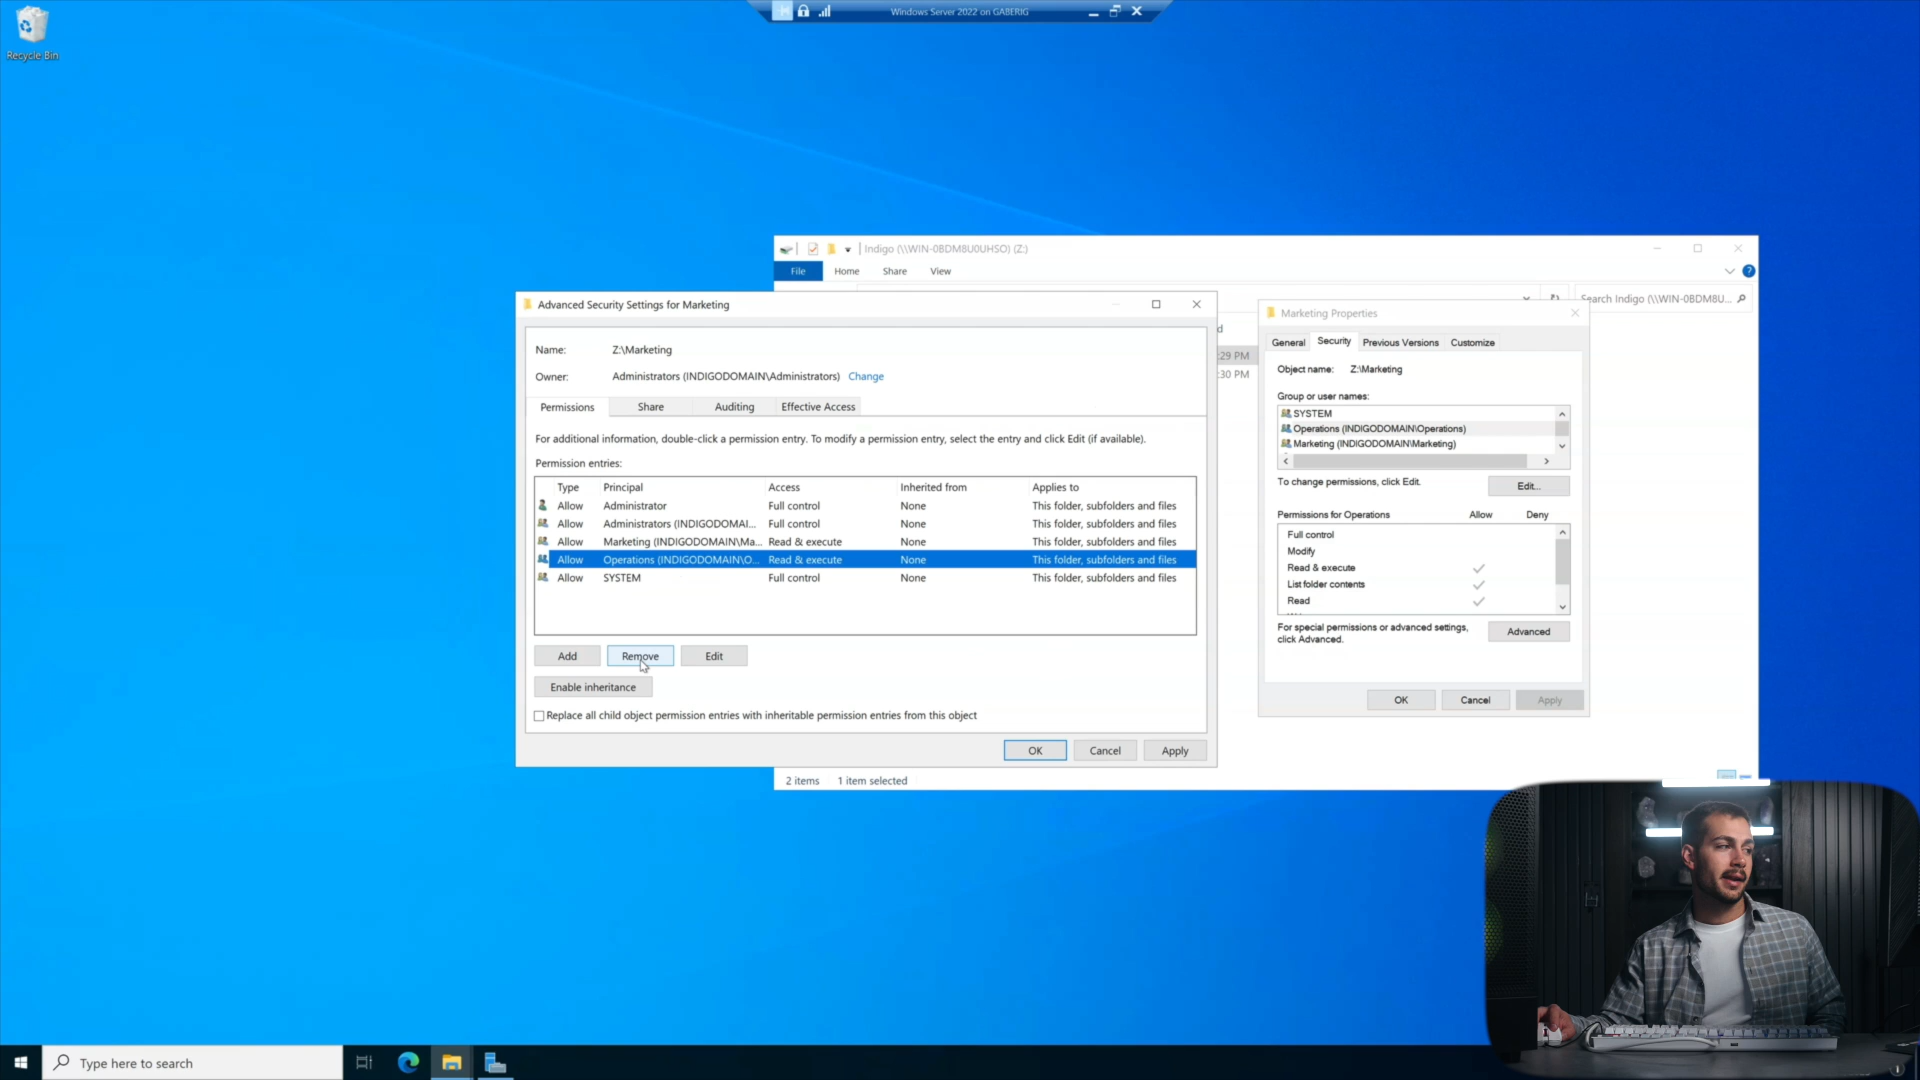 Recycle Bin
Windows Server 2022 on GABERIG
Indigo (\\WIN-0BDM8U0UHSO) (Z:)
File Home Share View
Search Indigo (\\WIN-0BDM8U...
:29 PM
:30 PM
2 items 1 item selected
Advanced Security Settings for Marketing
Name: Z:\Marketing
Owner: Administrators (INDIGODOMAIN\Administrators) Change
Permissions Share Auditing Effective Access
For additional information, double-click a permission entry. To modify a permission entry, select the entry and click Edit (if available).
Permission entries:
Type Principal Access Inherited from Applies to
Allow Administrator Full control None This folder, subfolders and files
Allow Administrators (INDIGODOMAI... Full control None This folder, subfolders and files
Allow Marketing (INDIGODOMAIN\Ma... Read & execute None This folder, subfolders and files
Allow Operations (INDIGODOMAIN\O... Read & execute None This folder, subfolders and files
Allow SYSTEM Full control None This folder, subfolders and files
Add Remove Edit
Enable inheritance
Replace all child object permission entries with inheritable permission entries from this object
OK Cancel Apply
Marketing Properties
General Security Previous Versions Customize
Object name: Z:\Marketing
Group or user names:
SYSTEM
Operations (INDIGODOMAIN\Operations)
Marketing (INDIGODOMAIN\Marketing)
To change permissions, click Edit.
Edit...
Permissions for Operations Allow Deny
Full control
Modify
Read & execute
List folder contents
Read
For special permissions or advanced settings,
click Advanced.
Advanced
OK Cancel Apply
Type here to search